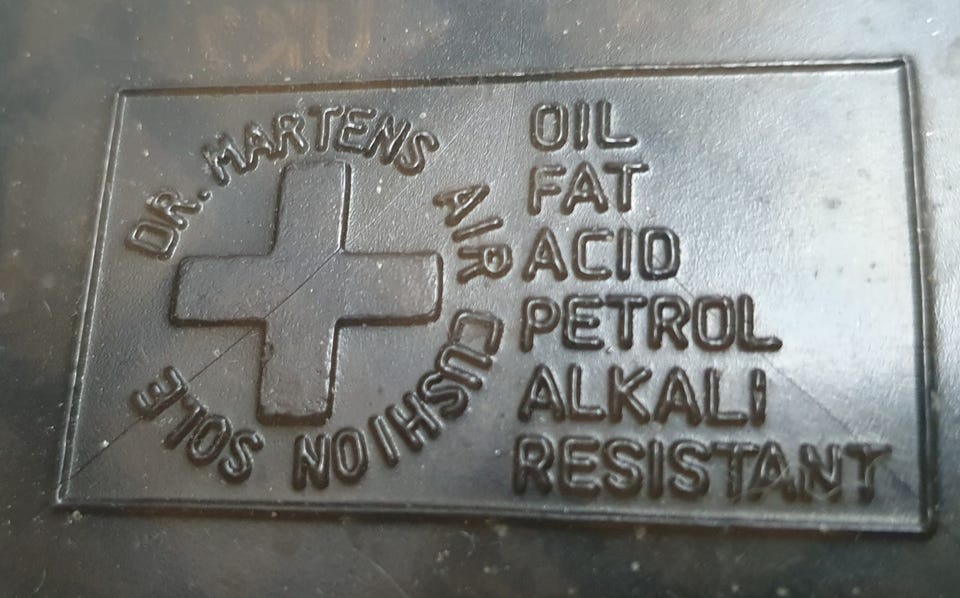 DR. MARTENS AIR CUSHION SOLE
OIL
FAT
ACID
PETROL
ALKALI
RESISTANT